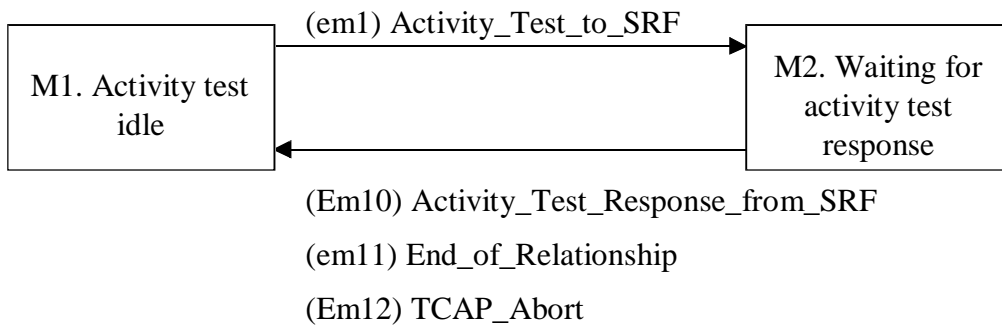 (em1) Activity_Test_to_SRF
M1. Activity test
idle
M2. Waiting for
activity test
response
(Em10) Activity_Test_Response_from_SRF
(em11) End_of_Relationship
(Em12) TCAP_Abort